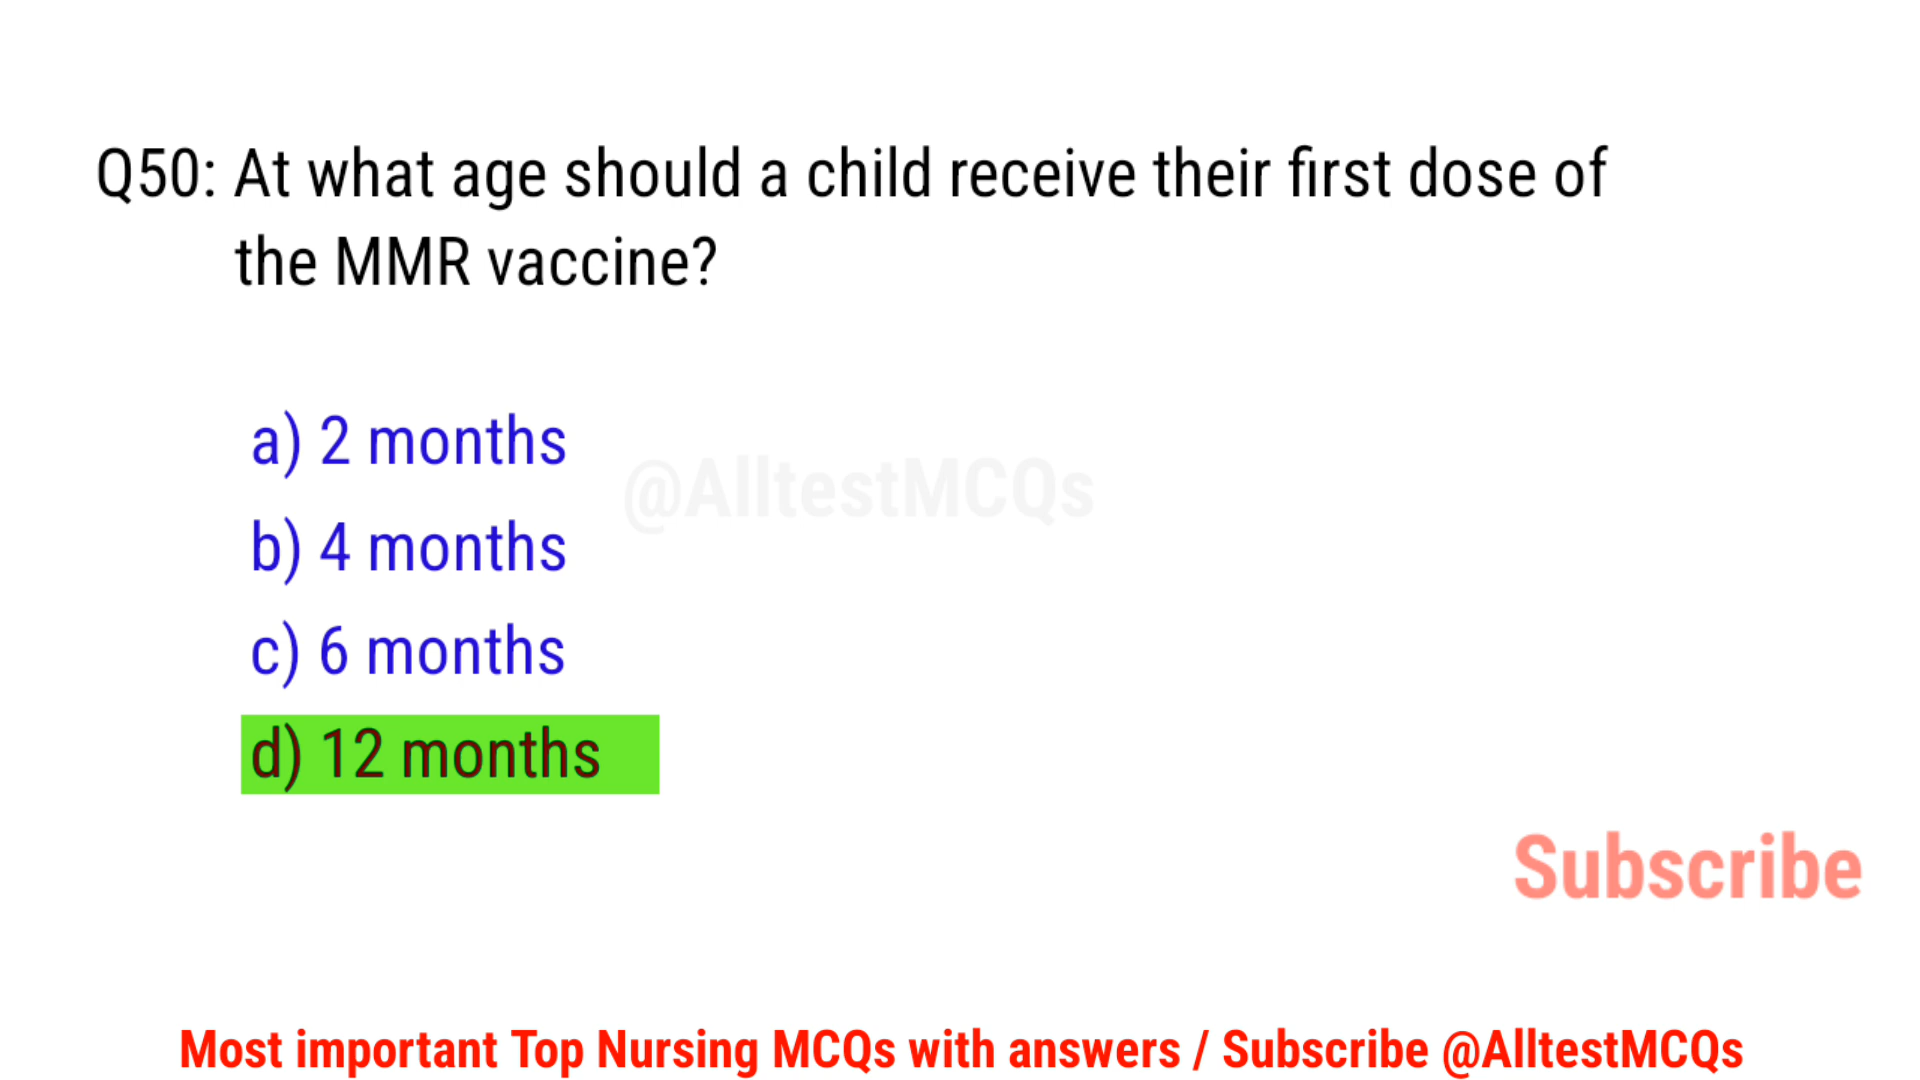 Q50: At what age should a child receive their first dose of
the MMR vaccine?
a) 2 months
@AlltestMCQs
b) 4 months
c) 6 months
d) 12 months
Subscribe
Most important Top Nursing MCQs with answers / Subscribe @AlltestMCQs